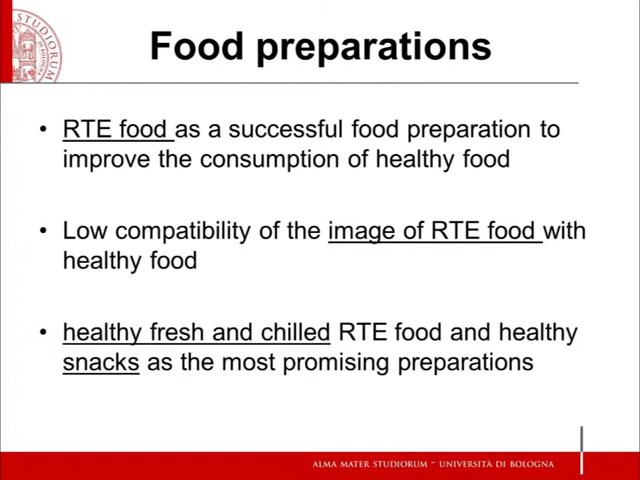 Food preparations
• RTE food as a successful food preparation to
improve the consumption of healthy food
• Low compatibility of the image of RTE food with
healthy food
• healthy fresh and chilled RTE food and healthy
snacks as the most promising preparations
ALMA MATER STUDIORUM ~ UNIVERSITÀ DI BOLOGNA